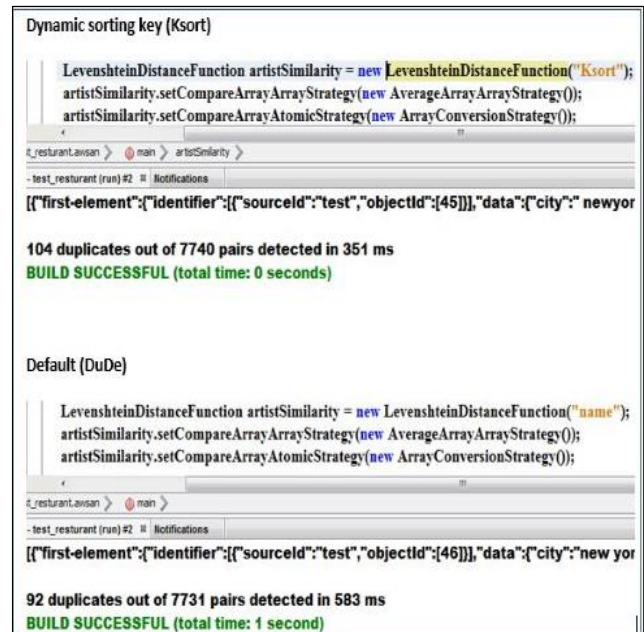 Dynamic sorting key (Ksort)
LevenshteinDistanceFunction artistSimilarity = new LevenshteinDistanceFunction("Ksort");
artistSimilarity.setCompareArrayArrayStrategy(new AverageArrayArrayStrategy());
artistSimilarity.setCompareArrayAtomicStrategy(new ArrayConversionStrategy());
t_resturant.awsan > main > artistSimilarity >
- test_resturant (run) #2 Notifications
[{"first-element":{"identifier":[{"sourceId":"test","objectId":[45]}],"data":{"city":" newyor
104 duplicates out of 7740 pairs detected in 351 ms
BUILD SUCCESSFUL (total time: 0 seconds)
Default (DuDe)
LevenshteinDistanceFunction artistSimilarity = new LevenshteinDistanceFunction("name");
artistSimilarity.setCompareArrayArrayStrategy(new AverageArrayArrayStrategy());
artistSimilarity.setCompareArrayAtomicStrategy(new ArrayConversionStrategy());
t_resturant.awsan > main >
- test_resturant (run) #2 Notifications
[{"first-element":{"identifier":[{"sourceId":"test","objectId":[46]}],"data":{"city":"new yor
92 duplicates out of 7731 pairs detected in 583 ms
BUILD SUCCESSFUL (total time: 1 second)